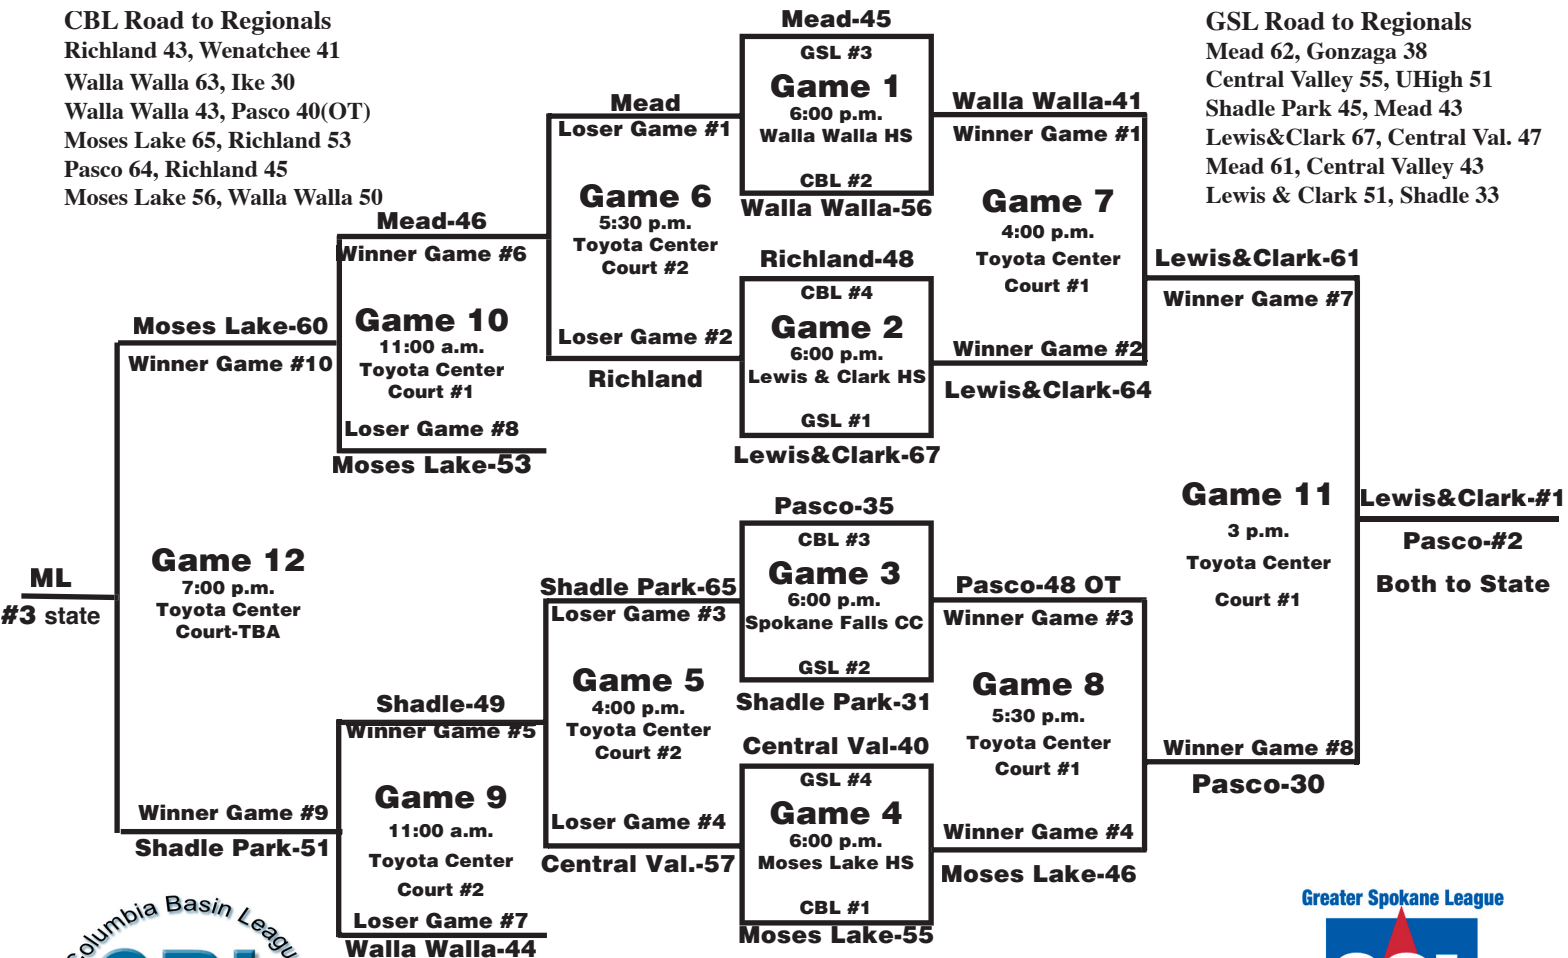 CBL Road to Regionals
Richland 43, Wenatchee 41
Walla Walla 63, Ike 30
Walla Walla 43, Pasco 40(OT)
Moses Lake 65, Richland 53
Pasco 64, Richland 45
Moses Lake 56, Walla Walla 50
GSL Road to Regionals
Mead 62, Gonzaga 38
Central Valley 55, UHigh 51
Shadle Park 45, Mead 43
Lewis&Clark 67, Central Val. 47
Mead 61, Central Valley 43
Lewis & Clark 51, Shadle 33
Mead-45
GSL #3
Game 1
6:00 p.m.
Walla Walla HS
CBL #2
Walla Walla-56
Richland-48
CBL #4
Game 2
6:00 p.m.
Lewis & Clark HS
GSL #1
Lewis&Clark-67
Pasco-35
CBL #3
Game 3
6:00 p.m.
Spokane Falls CC
GSL #2
Shadle Park-31
Central Val-40
GSL #4
Game 4
6:00 p.m.
Moses Lake HS
CBL #1
Moses Lake-55
Mead
Loser Game #1
Game 6
5:30 p.m.
Toyota Center
Court #2
Loser Game #2
Richland
Shadle Park-65
Loser Game #3
Game 5
4:00 p.m.
Toyota Center
Court #2
Loser Game #4
Central Val.-57
Mead-46
Winner Game #6
Game 10
11:00 a.m.
Toyota Center
Court #1
Loser Game #8
Moses Lake-53
Shadle-49
Winner Game #5
Game 9
11:00 a.m.
Toyota Center
Court #2
Loser Game #7
Walla Walla-44
Moses Lake-60
Winner Game #10
Game 12
7:00 p.m.
Toyota Center
Court-TBA
Winner Game #9
Shadle Park-51
ML
#3 state
Walla Walla-41
Winner Game #1
Game 7
4:00 p.m.
Toyota Center
Court #1
Winner Game #2
Lewis&Clark-64
Pasco-48 OT
Winner Game #3
Game 8
5:30 p.m.
Toyota Center
Court #1
Winner Game #4
Moses Lake-46
Lewis&Clark-61
Winner Game #7
Game 11
3 p.m.
Toyota Center
Court #1
Winner Game #8
Pasco-30
Lewis&Clark-#1
Pasco-#2
Both to State
Columbia Basin League
CBL
Greater Spokane League
GSL